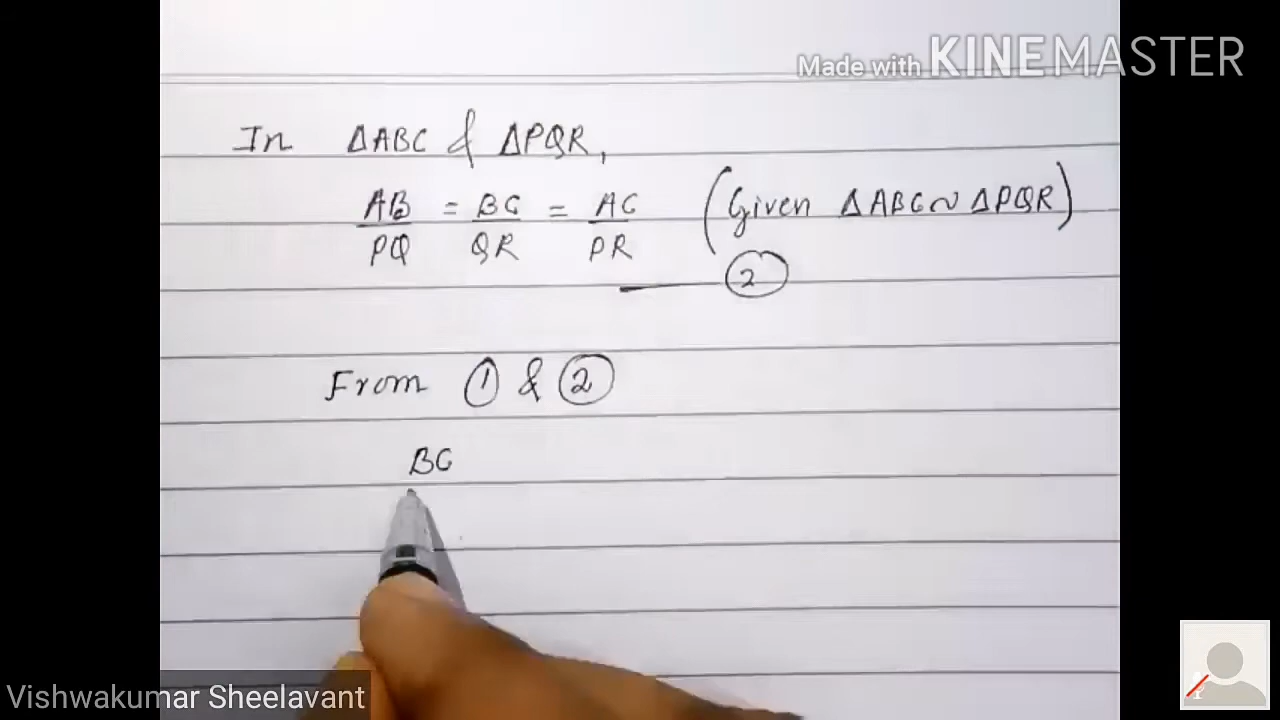 Made with KINEMASTER
In ΔABC & ΔPQR,
AB/PQ = BC/QR = AC/PR (Given ΔABC ~ ΔPQR)
2
From 1 & 2
BC
Vishwakumar Sheelavant